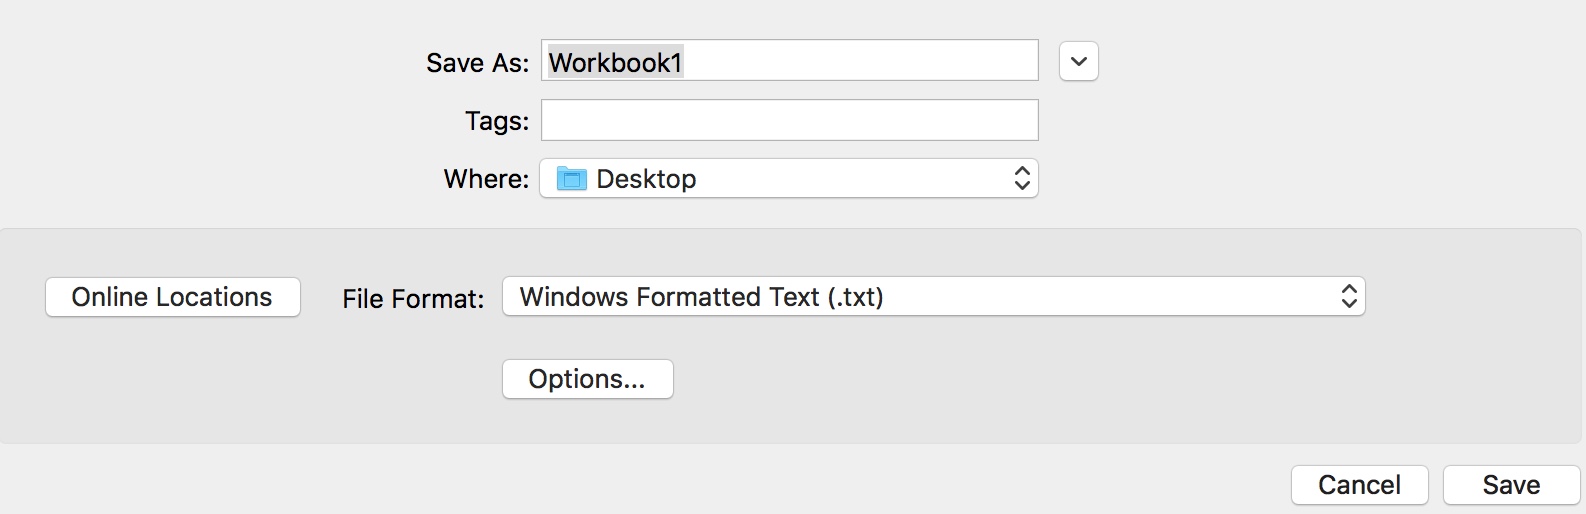 Save As: Workbook1
Tags:
Where: Desktop
Online Locations File Format: Windows Formatted Text (.txt)
Options...
Cancel Save